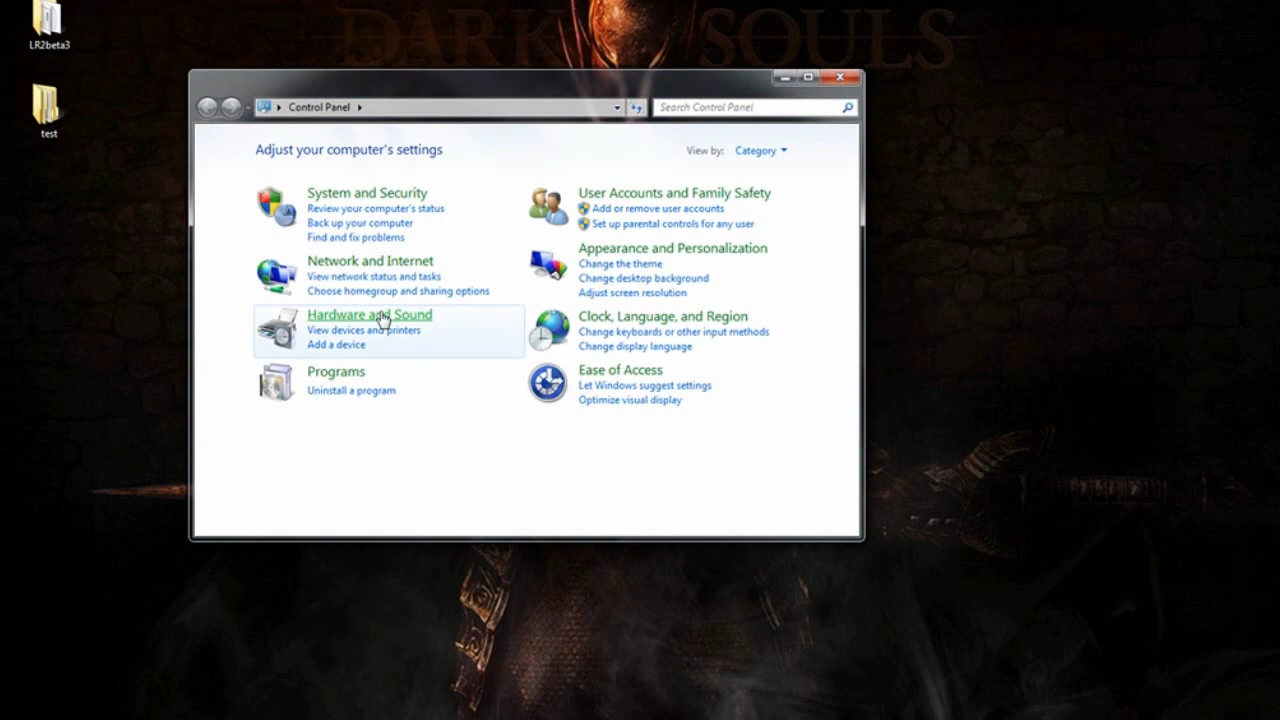 LR2beta3
test
DARK SOULS
Control Panel
Search Control Panel
Adjust your computer's settings
View by: Category
System and Security
Review your computer's status
Back up your computer
Find and fix problems
Network and Internet
View network status and tasks
Choose homegroup and sharing options
Hardware and Sound
View devices and printers
Add a device
Programs
Uninstall a program
User Accounts and Family Safety
Add or remove user accounts
Set up parental controls for any user
Appearance and Personalization
Change the theme
Change desktop background
Adjust screen resolution
Clock, Language, and Region
Change keyboards or other input methods
Change display language
Ease of Access
Let Windows suggest settings
Optimize visual display